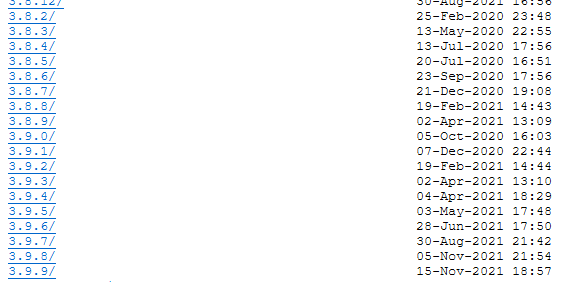 3.8.12/ 30-Aug-2021 16:56
3.8.2/ 25-Feb-2020 23:48
3.8.3/ 13-May-2020 22:55
3.8.4/ 13-Jul-2020 17:56
3.8.5/ 20-Jul-2020 16:51
3.8.6/ 23-Sep-2020 17:56
3.8.7/ 21-Dec-2020 19:08
3.8.8/ 19-Feb-2021 14:43
3.8.9/ 02-Apr-2021 13:09
3.9.0/ 05-Oct-2020 16:03
3.9.1/ 07-Dec-2020 22:44
3.9.2/ 19-Feb-2021 14:44
3.9.3/ 02-Apr-2021 13:10
3.9.4/ 04-Apr-2021 18:29
3.9.5/ 03-May-2021 17:48
3.9.6/ 28-Jun-2021 17:50
3.9.7/ 30-Aug-2021 21:42
3.9.8/ 05-Nov-2021 21:54
3.9.9/ 15-Nov-2021 18:57